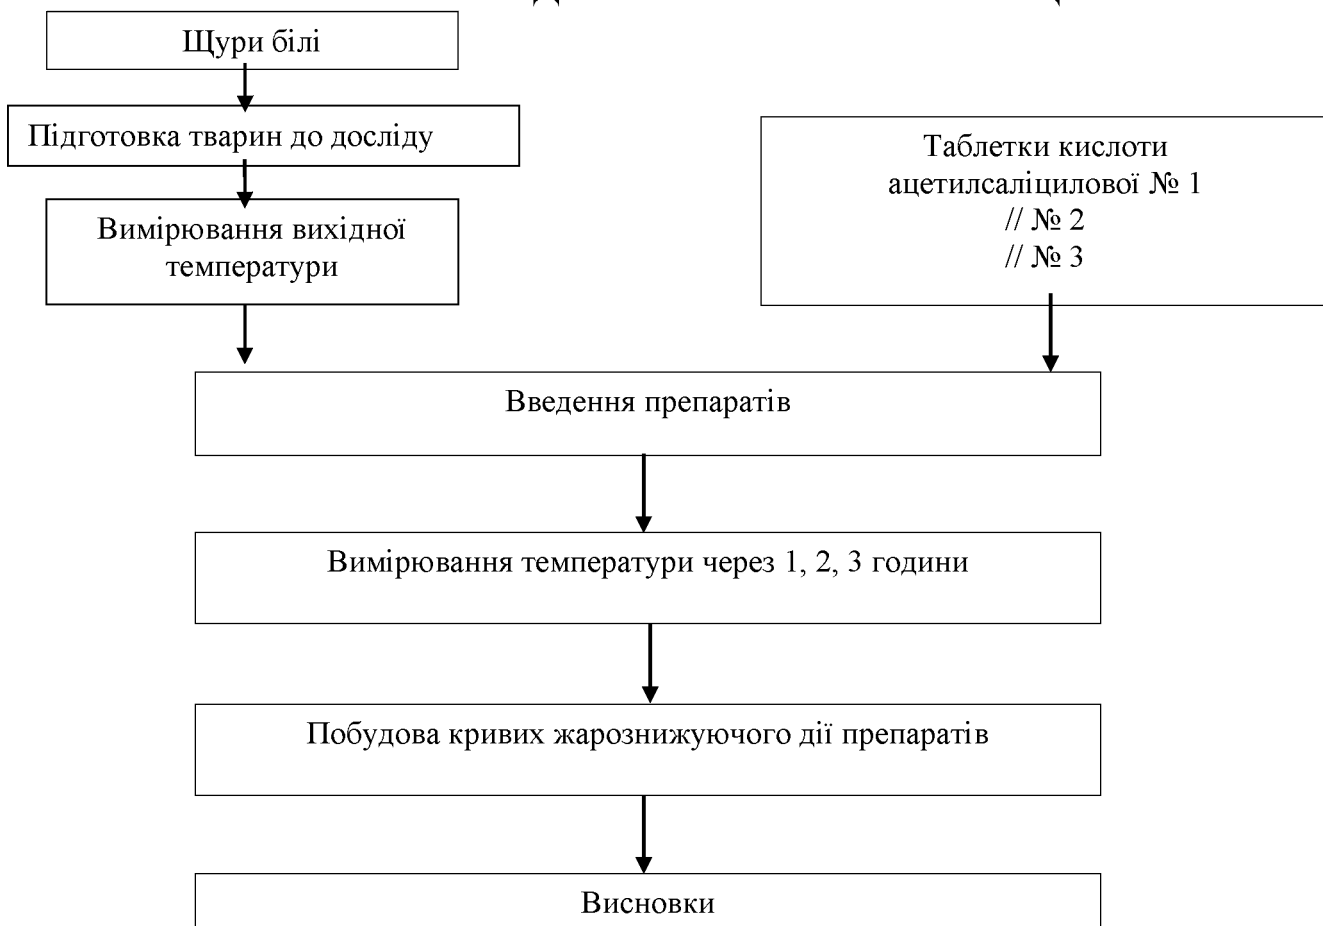 Щури білі
Підготовка тварин до досліду
Вимірювання вихідної
температури
Таблетки кислоти
ацетилсаліцилової № 1
// № 2
// № 3
Введення препаратів
Вимірювання температури через 1, 2, 3 години
Побудова кривих жарознижуючого дії препаратів
Висновки